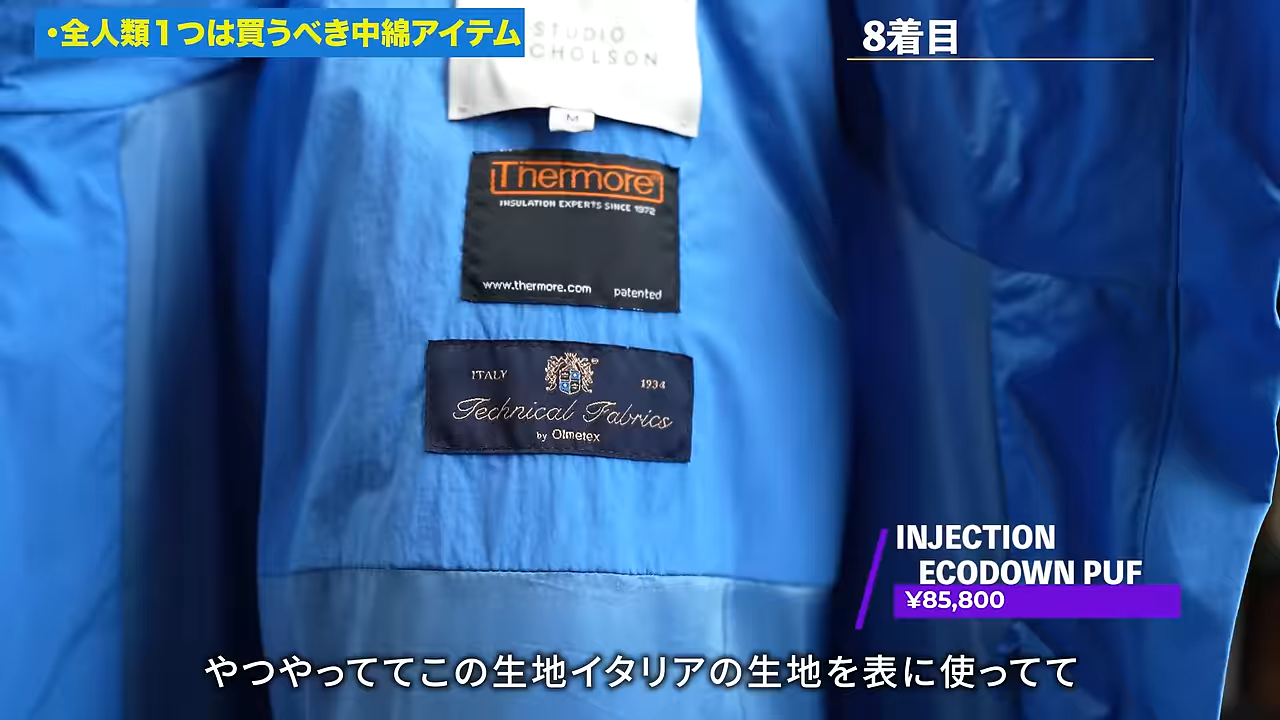 ・全人類1つは買うべき中綿アイテム
8着目
STUDIO
CHOLSON
M
Thermore
INSULATION EXPERTS SINCE 1972
www.thermore.com patented
ITALY 1934
Technical Fabrics
by Olmetex
INJECTION
ECODOWN PUF
¥85,800
やつやっててこの生地イタリアの生地を表に使ってて